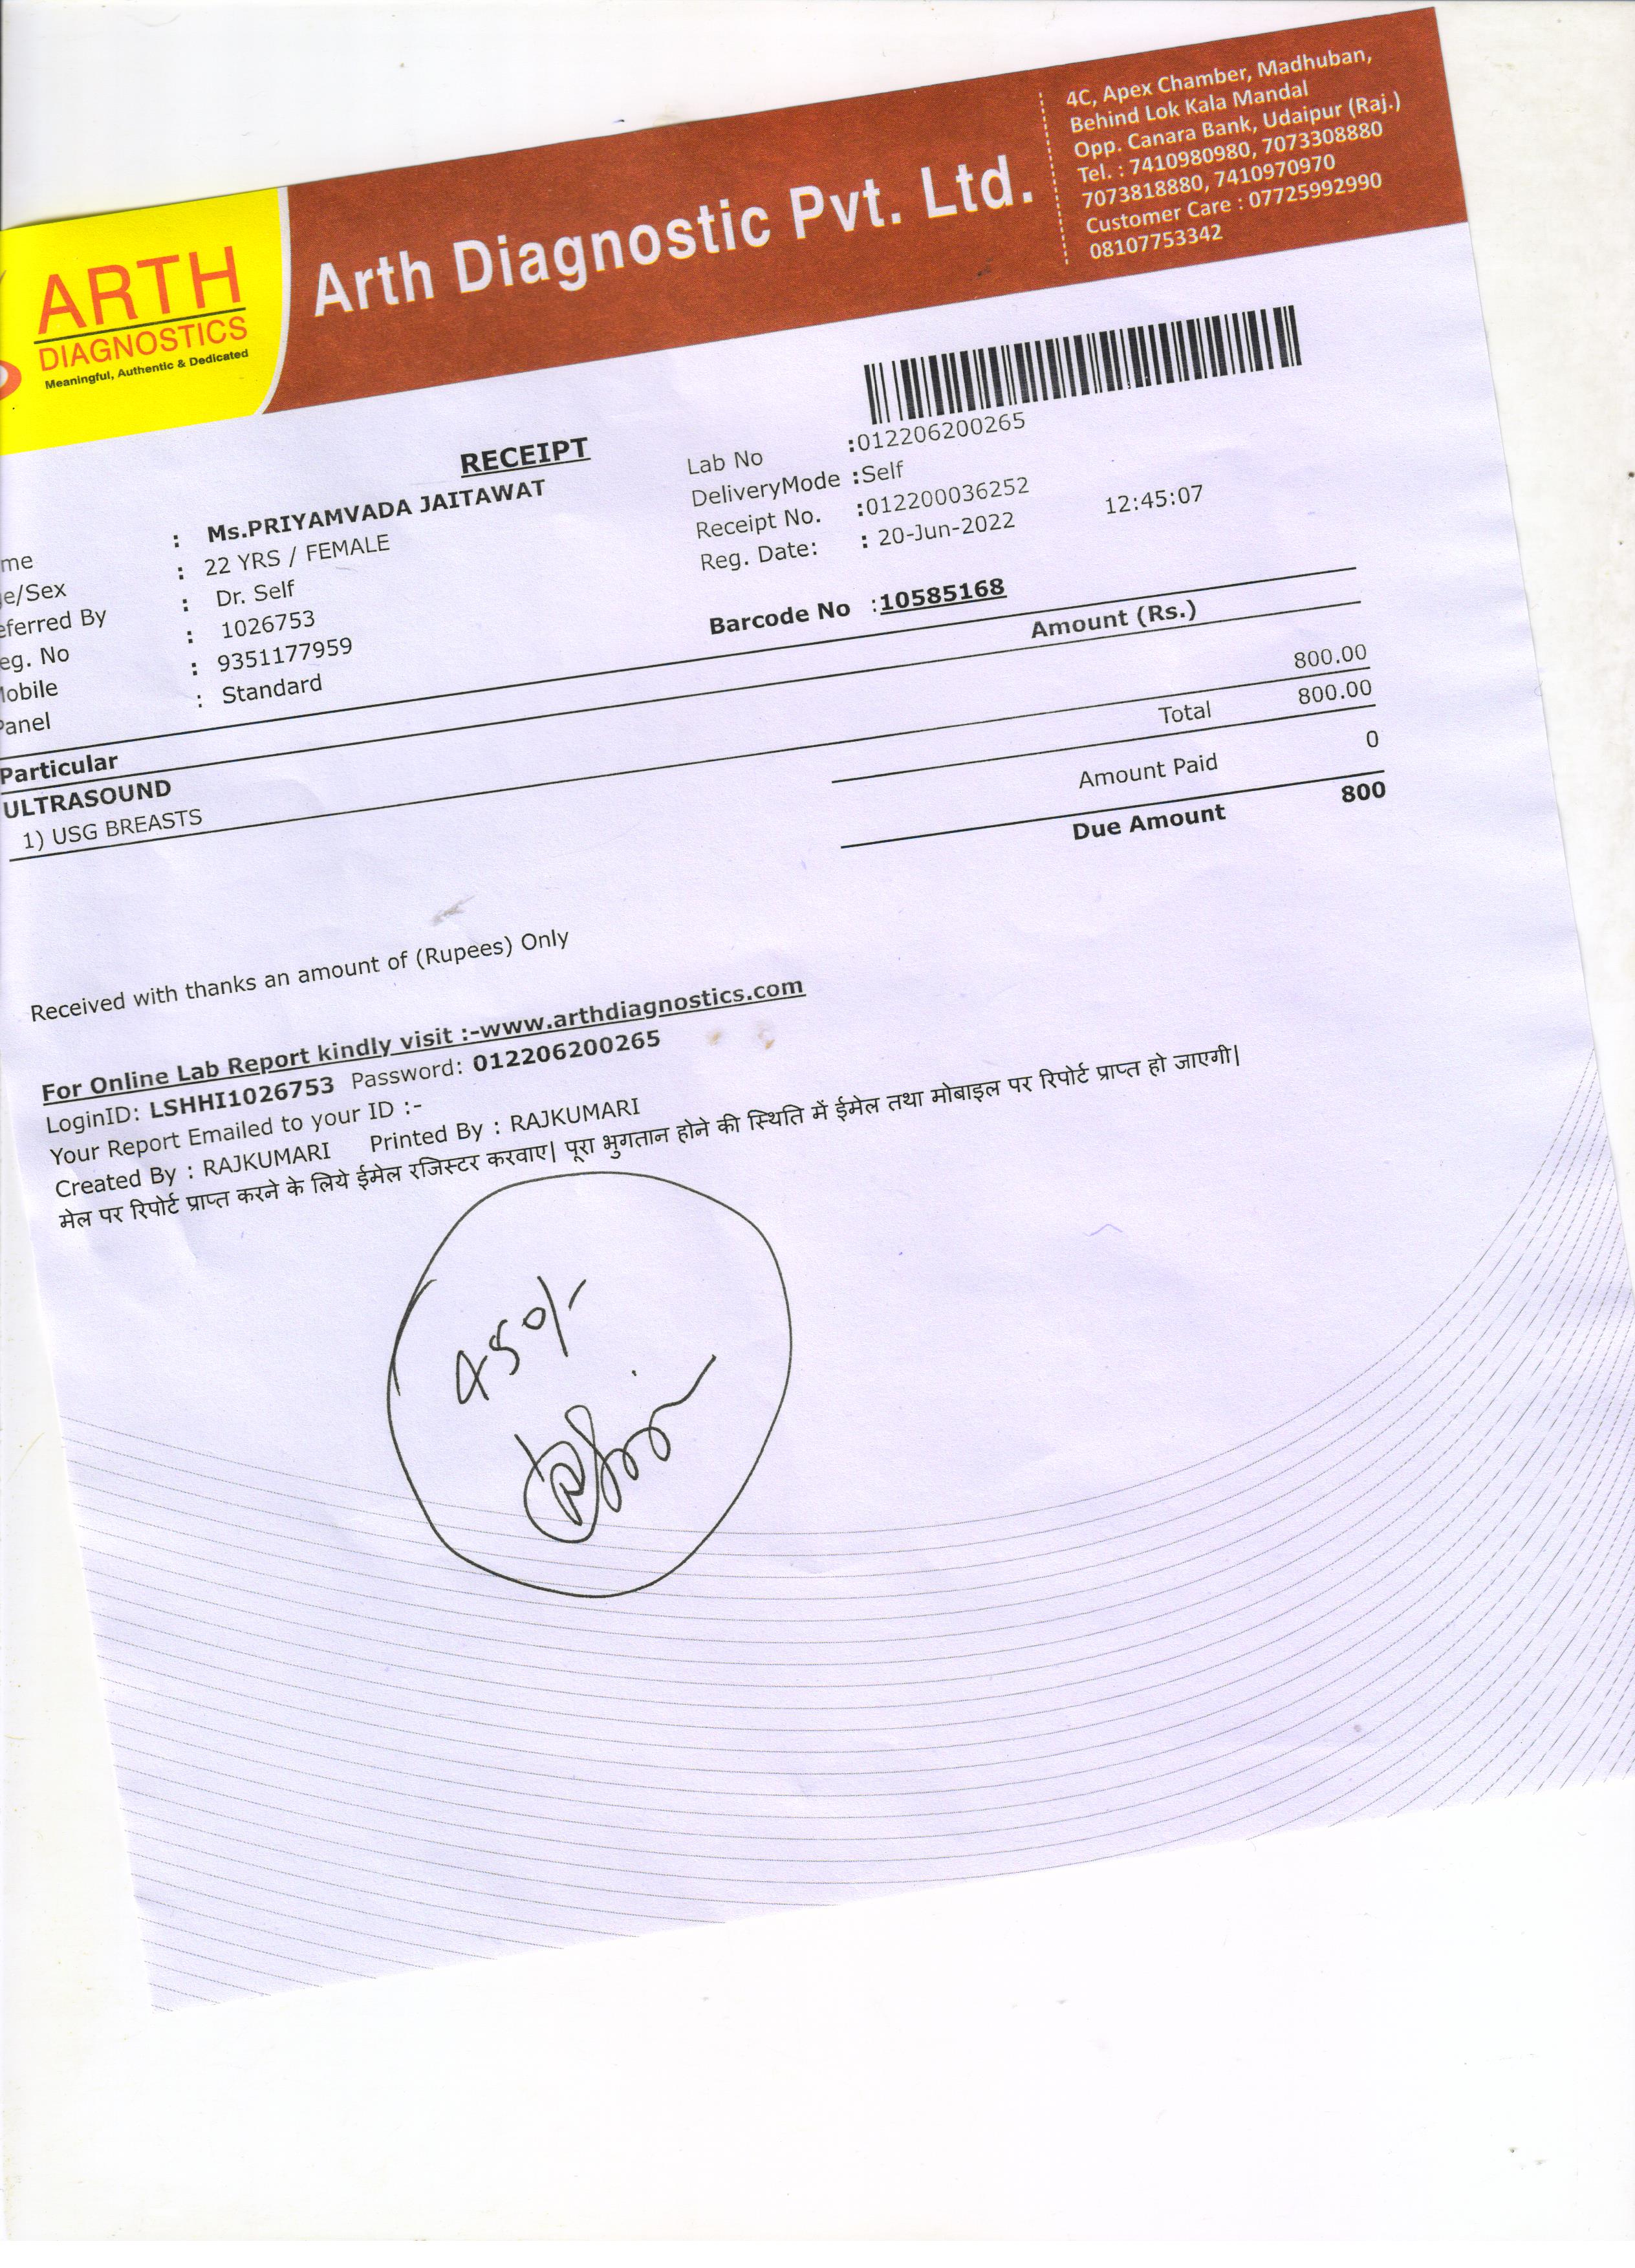 4C, Apex Chamber, Madhuban,
Behind Lok Kala Mandal
Opp. Canara Bank, Udaipur (Raj.)
Tel. : 7410980980, 7073308880
7073818880, 7410970970
Customer Care : 07725992990
08107753342
Arth Diagnostic Pvt. Ltd.
ARTH
DIAGNOSTICS
Meaningful, Authentic & Dedicated
RECEIPT
me : Ms.PRIYAMVADA JAITAWAT
e/Sex : 22 YRS / FEMALE
eferred By : Dr. Self
eg. No : 1026753
obile : 9351177959
Panel : Standard
Lab No :012206200265
DeliveryMode :Self
Receipt No. :012200036252
Reg. Date: : 20-Jun-2022 12:45:07
Barcode No :10585168
Particular Amount (Rs.)
ULTRASOUND
1) USG BREASTS 800.00
Total 800.00
Amount Paid 0
Due Amount 800
Received with thanks an amount of (Rupees) Only
For Online Lab Report kindly visit :-www.arthdiagnostics.com
LoginID: LSHHI1026753 Password: 012206200265
Your Report Emailed to your ID :-
Created By : RAJKUMARI Printed By : RAJKUMARI
मेल पर रिपोर्ट प्राप्त करने के लिये ईमेल रजिस्टर करवाए| पूरा भुगतान होने की स्थिति में ईमेल तथा मोबाइल पर रिपोर्ट प्राप्त हो जाएगी|
450/-